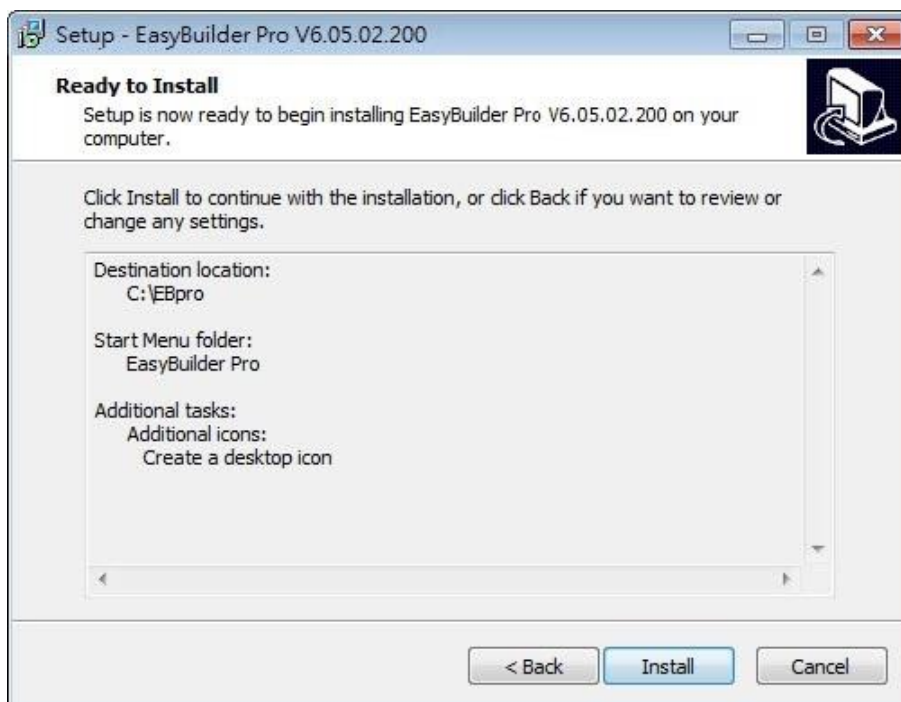 Setup - EasyBuilder Pro V6.05.02.200
Ready to Install
Setup is now ready to begin installing EasyBuilder Pro V6.05.02.200 on your
computer.
Click Install to continue with the installation, or click Back if you want to review or
change any settings.
Destination location:
C:\EBpro
Start Menu folder:
EasyBuilder Pro
Additional tasks:
Additional icons:
Create a desktop icon
< Back
Install
Cancel